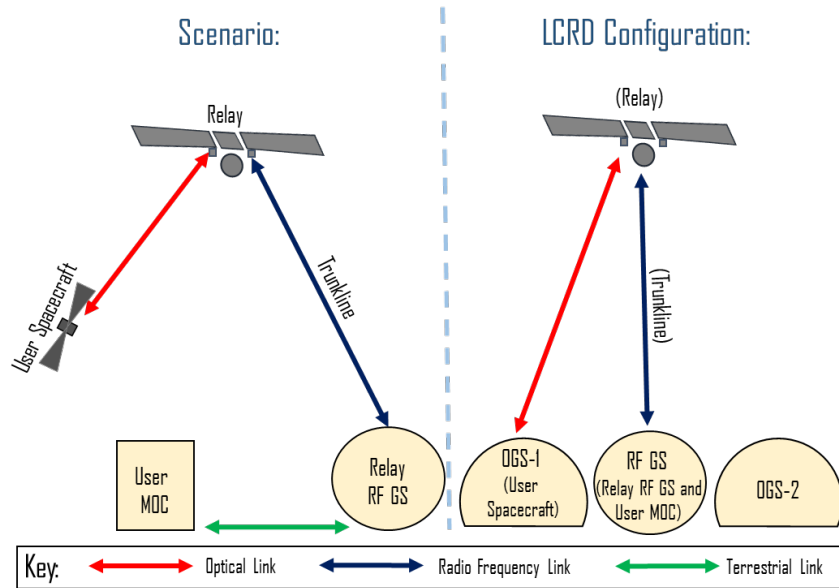 Scenario:
LCRD Configuration:
Relay
(Relay)
User Spacecraft
Trunkline
(Trunkline)
User
MOC
Relay
RF GS
OGS-1
(User
Spacecraft)
RF GS
(Relay RF GS and
User MOC)
OGS-2
Key:
Optical Link
Radio Frequency Link
Terrestrial Link